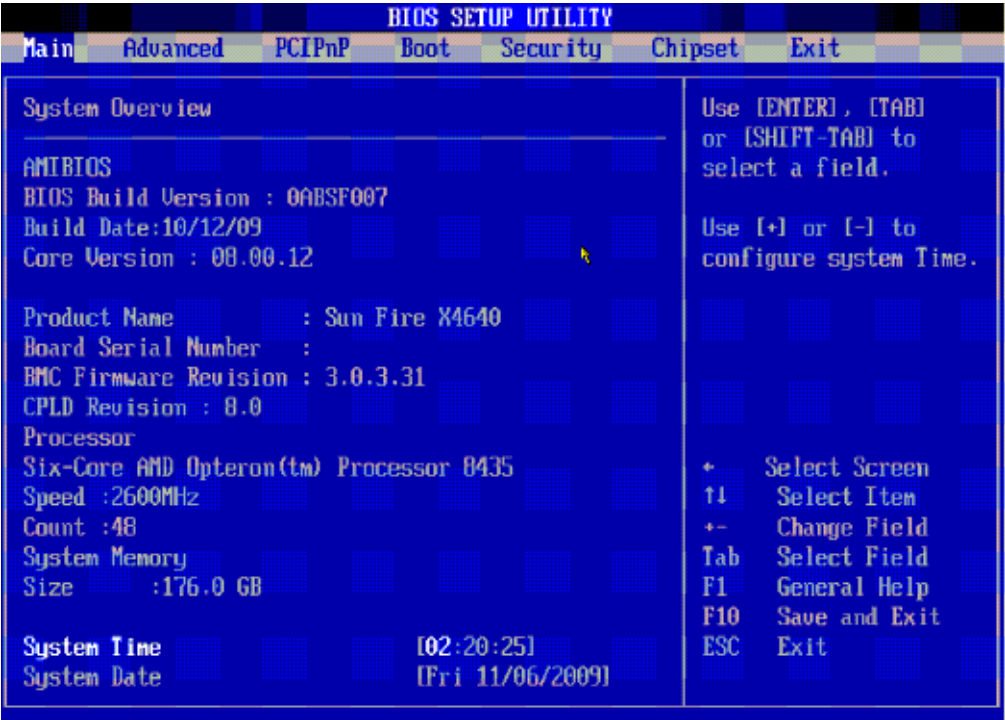 BIOS SETUP UTILITY
Main Advanced PCIPnP Boot Security Chipset Exit
System Overview
AMIBIOS
BIOS Build Version : 0ABSF007
Build Date:10/12/09
Core Version : 08.00.12
Product Name : Sun Fire X4640
Board Serial Number :
BMC Firmware Revision : 3.0.3.31
CPLD Revision : 8.0
Processor
Six-Core AMD Opteron(tm) Processor 8435
Speed :2600MHz
Count :48
System Memory
Size :176.0 GB
System Time [02:20:25]
System Date [Fri 11/06/2009]
Use [ENTER], [TAB]
or [SHIFT-TAB] to
select a field.
Use [+] or [-] to
configure system Time.
← Select Screen
↑↓ Select Item
+- Change Field
Tab Select Field
F1 General Help
F10 Save and Exit
ESC Exit